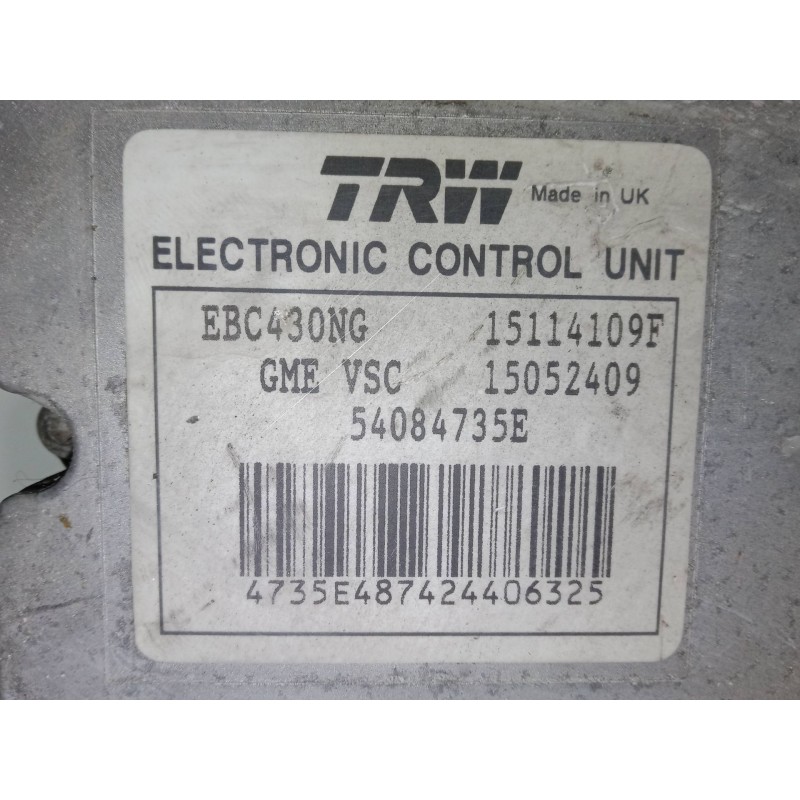 TRW Made in UK
ELECTRONIC CONTROL UNIT
EBC430NG 15114109F
GME VSC 15052409
54084735E
4735E487424406325